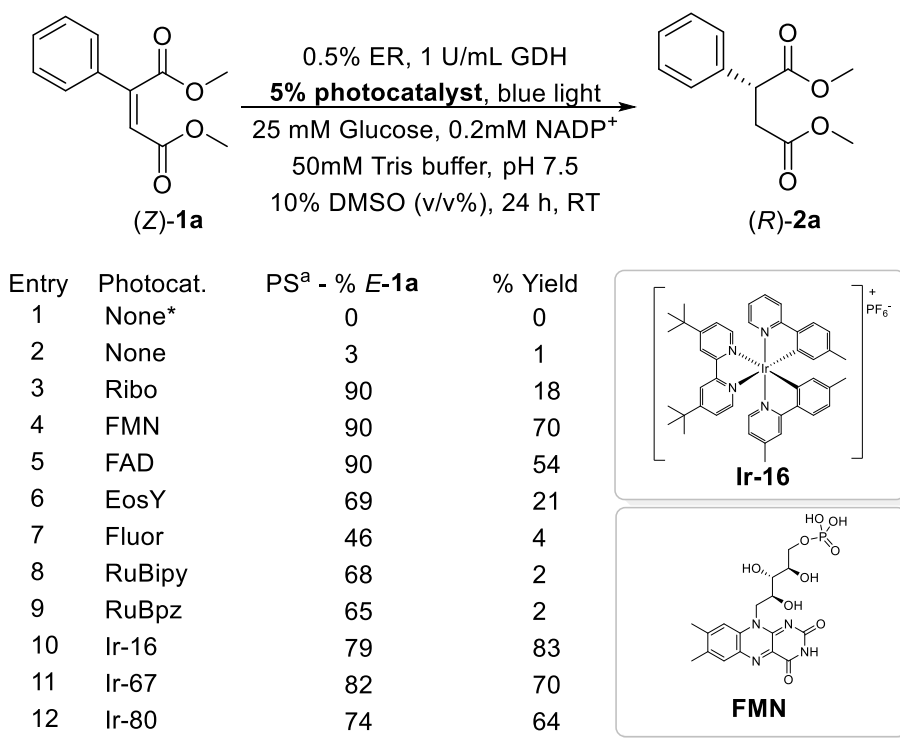 0.5% ER, 1 U/mL GDH
5% photocatalyst, blue light
25 mM Glucose, 0.2mM NADP+
50mM Tris buffer, pH 7.5
10% DMSO (v/v%), 24 h, RT
O
O
O
O
(Z)-1a
O
O
O
O
(R)-2a
Entry Photocat. PSa - % E-1a % Yield
1 None* 0 0
2 None 3 1
3 Ribo 90 18
4 FMN 90 70
5 FAD 90 54
6 EosY 69 21
7 Fluor 46 4
8 RuBipy 68 2
9 RuBpz 65 2
10 Ir-16 79 83
11 Ir-67 82 70
12 Ir-80 74 64
+
PF6-
N
N
Ir
N
N
Ir-16
HO OH
O P
O
HO
OH
OH
N N O
NH
N
O
FMN